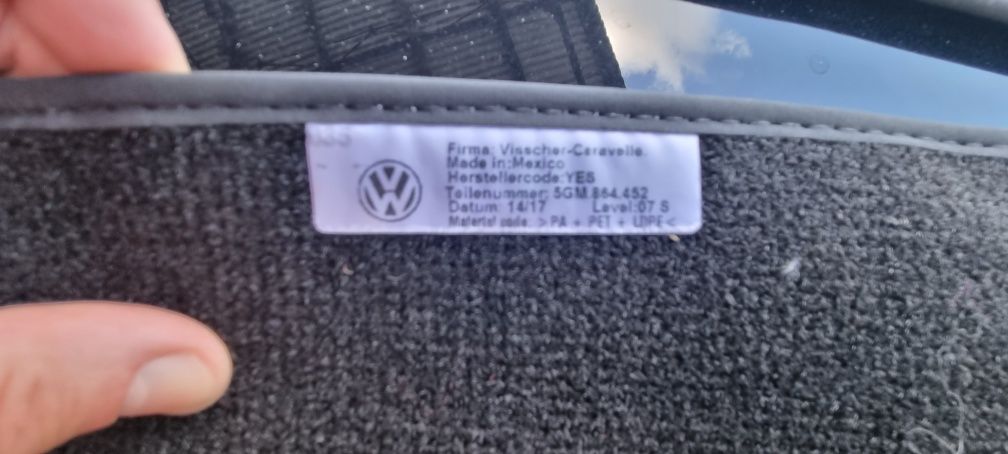 Firma: Visscher-Caravelle.
Made in:Mexico
Herstellercode:YES
Teilenummer: 5GM.864.452
Datum: 14/17 Level:07 S
Material code: >PA + PET + LDPE<